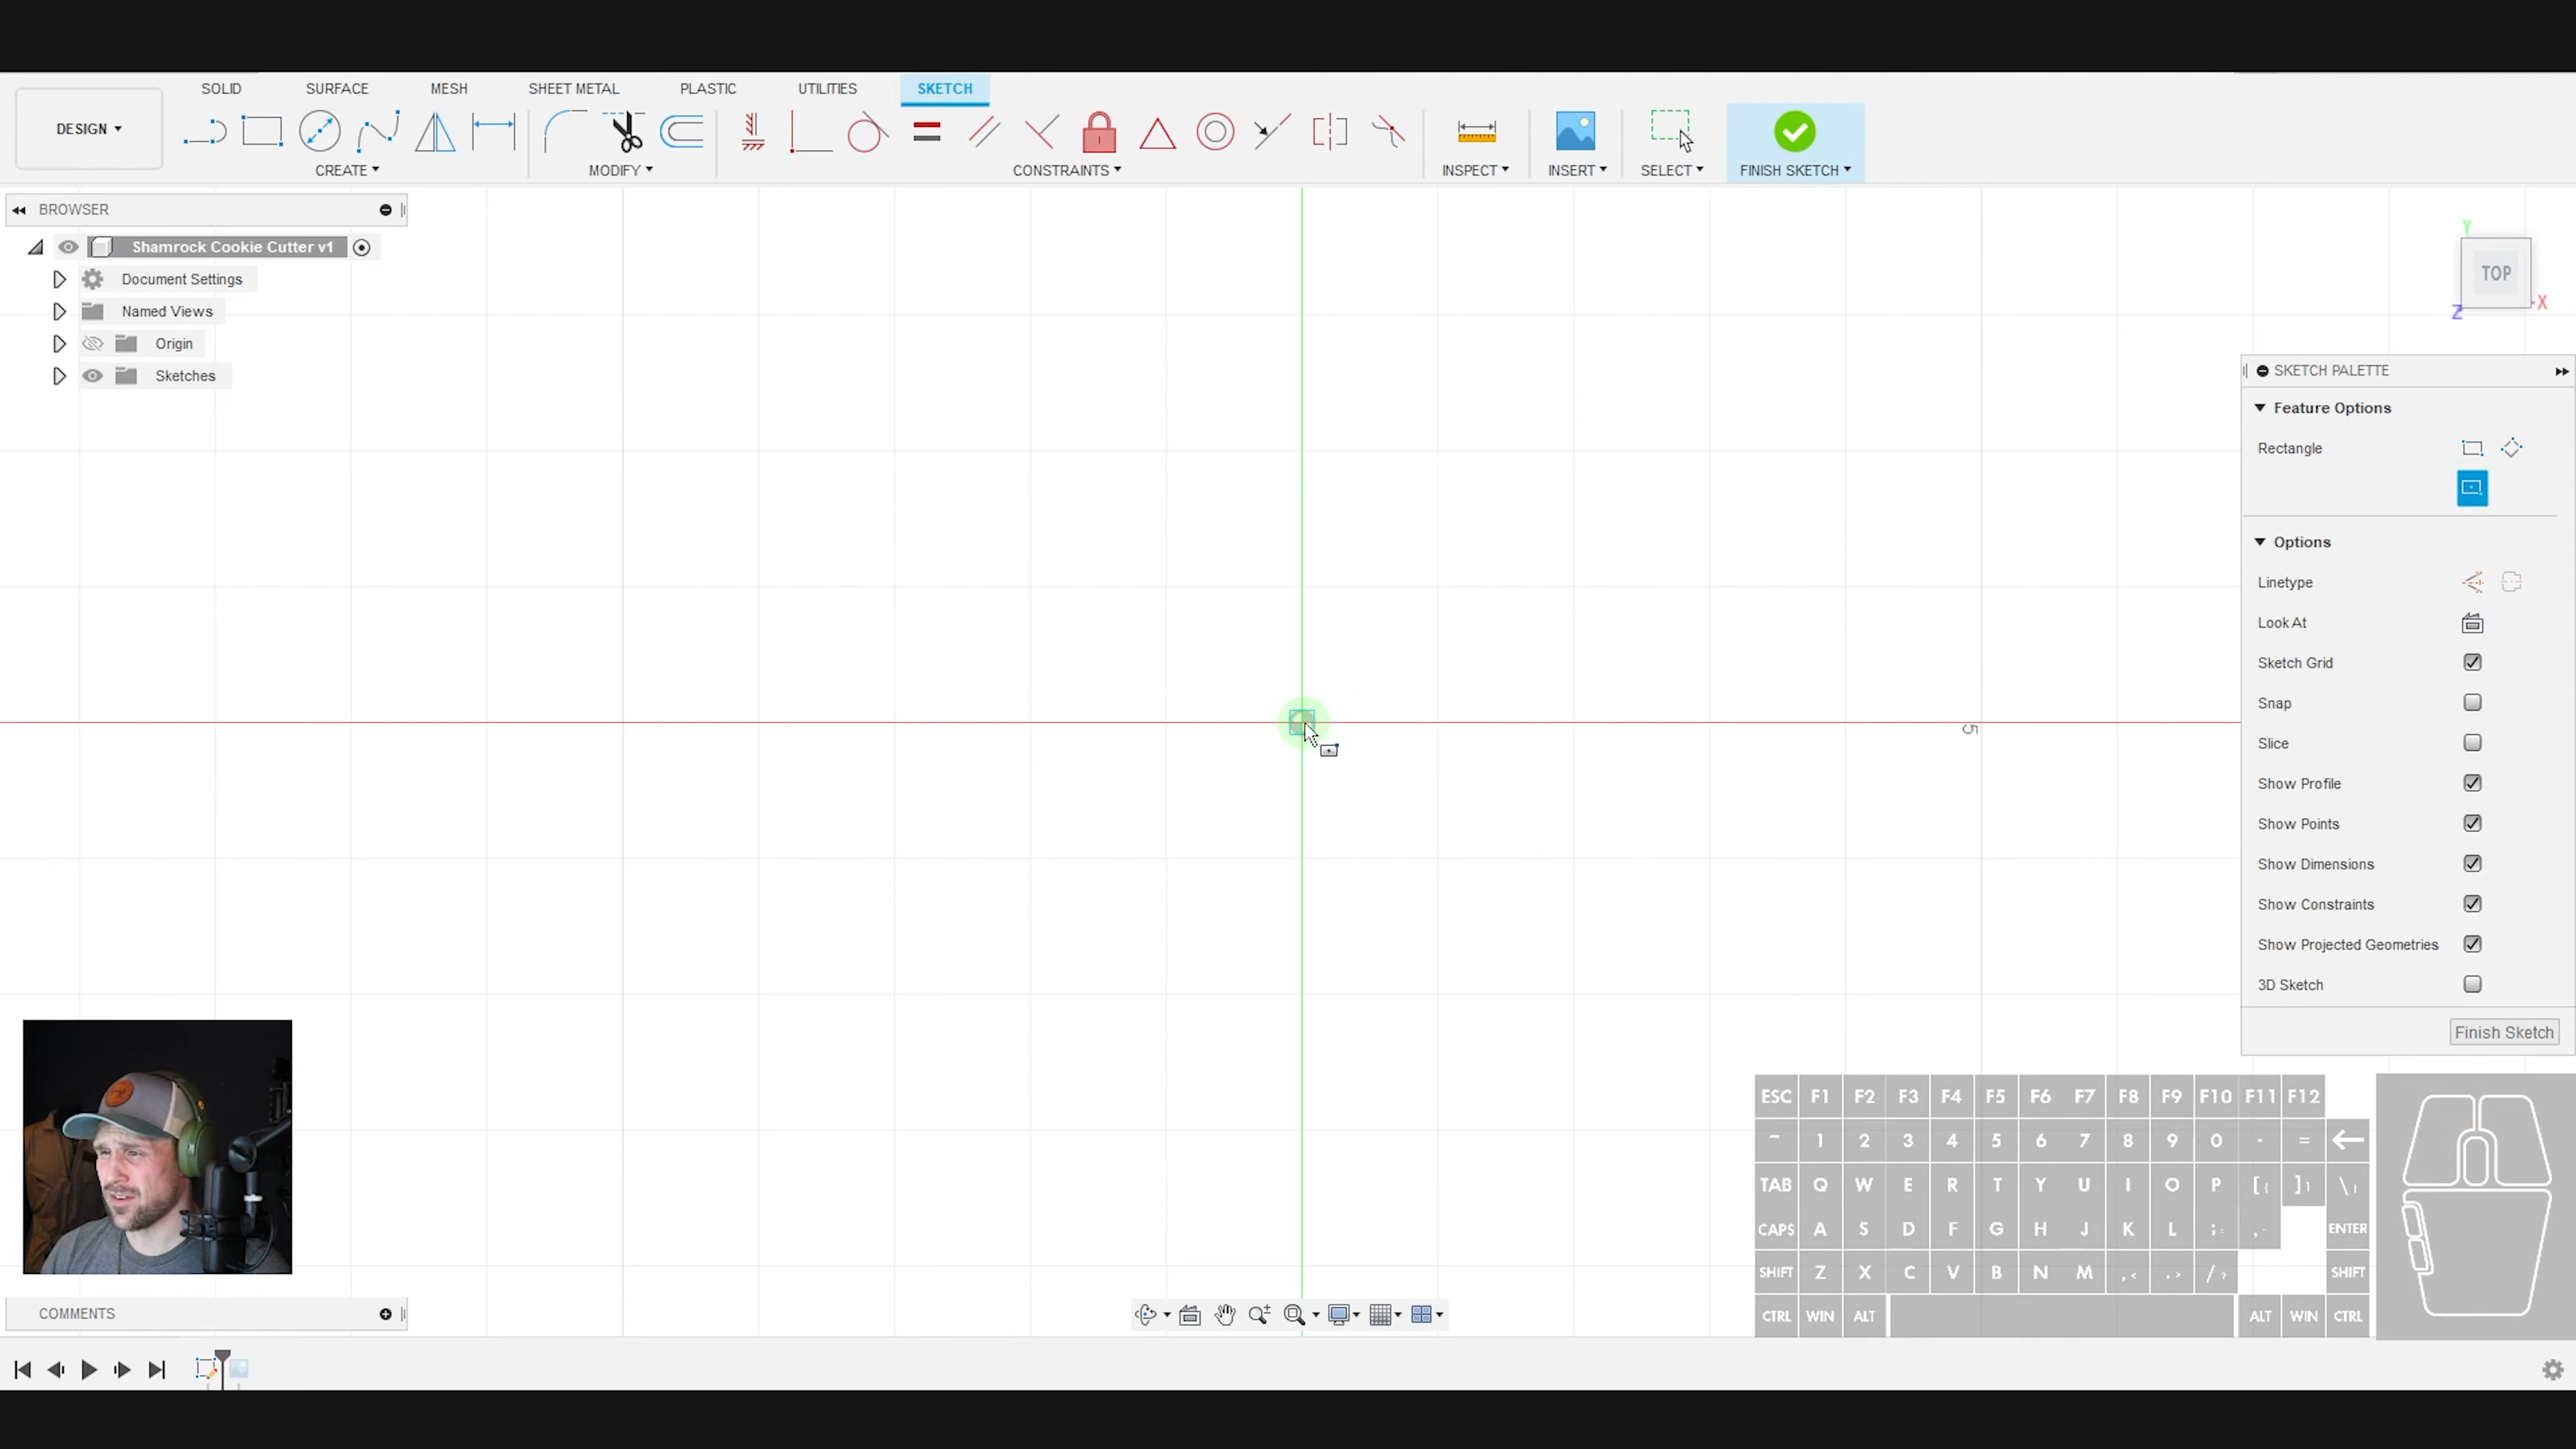 SOLID SURFACE MESH SHEET METAL PLASTIC UTILITIES SKETCH
DESIGN
CREATE MODIFY CONSTRAINTS INSPECT INSERT SELECT FINISH SKETCH
BROWSER
Shamrock Cookie Cutter v1
Document Settings
Named Views
Origin
Sketches
Y
TOP
X
Z
SKETCH PALETTE
Feature Options
Rectangle
Options
Linetype
Look At
Sketch Grid
Snap
Slice
Show Profile
Show Points
Show Dimensions
Show Constraints
Show Projected Geometries
3D Sketch
Finish Sketch
5
ESC F1 F2 F3 F4 F5 F6 F7 F8 F9 F10 F11 F12
~ 1 2 3 4 5 6 7 8 9 0 - =
TAB Q W E R T Y U I O P [ { ] } \ |
CAPS A S D F G H J K L ; ENTER
SHIFT Z X C V B N M , < . > / ? SHIFT
CTRL WIN ALT ALT WIN CTRL
COMMENTS